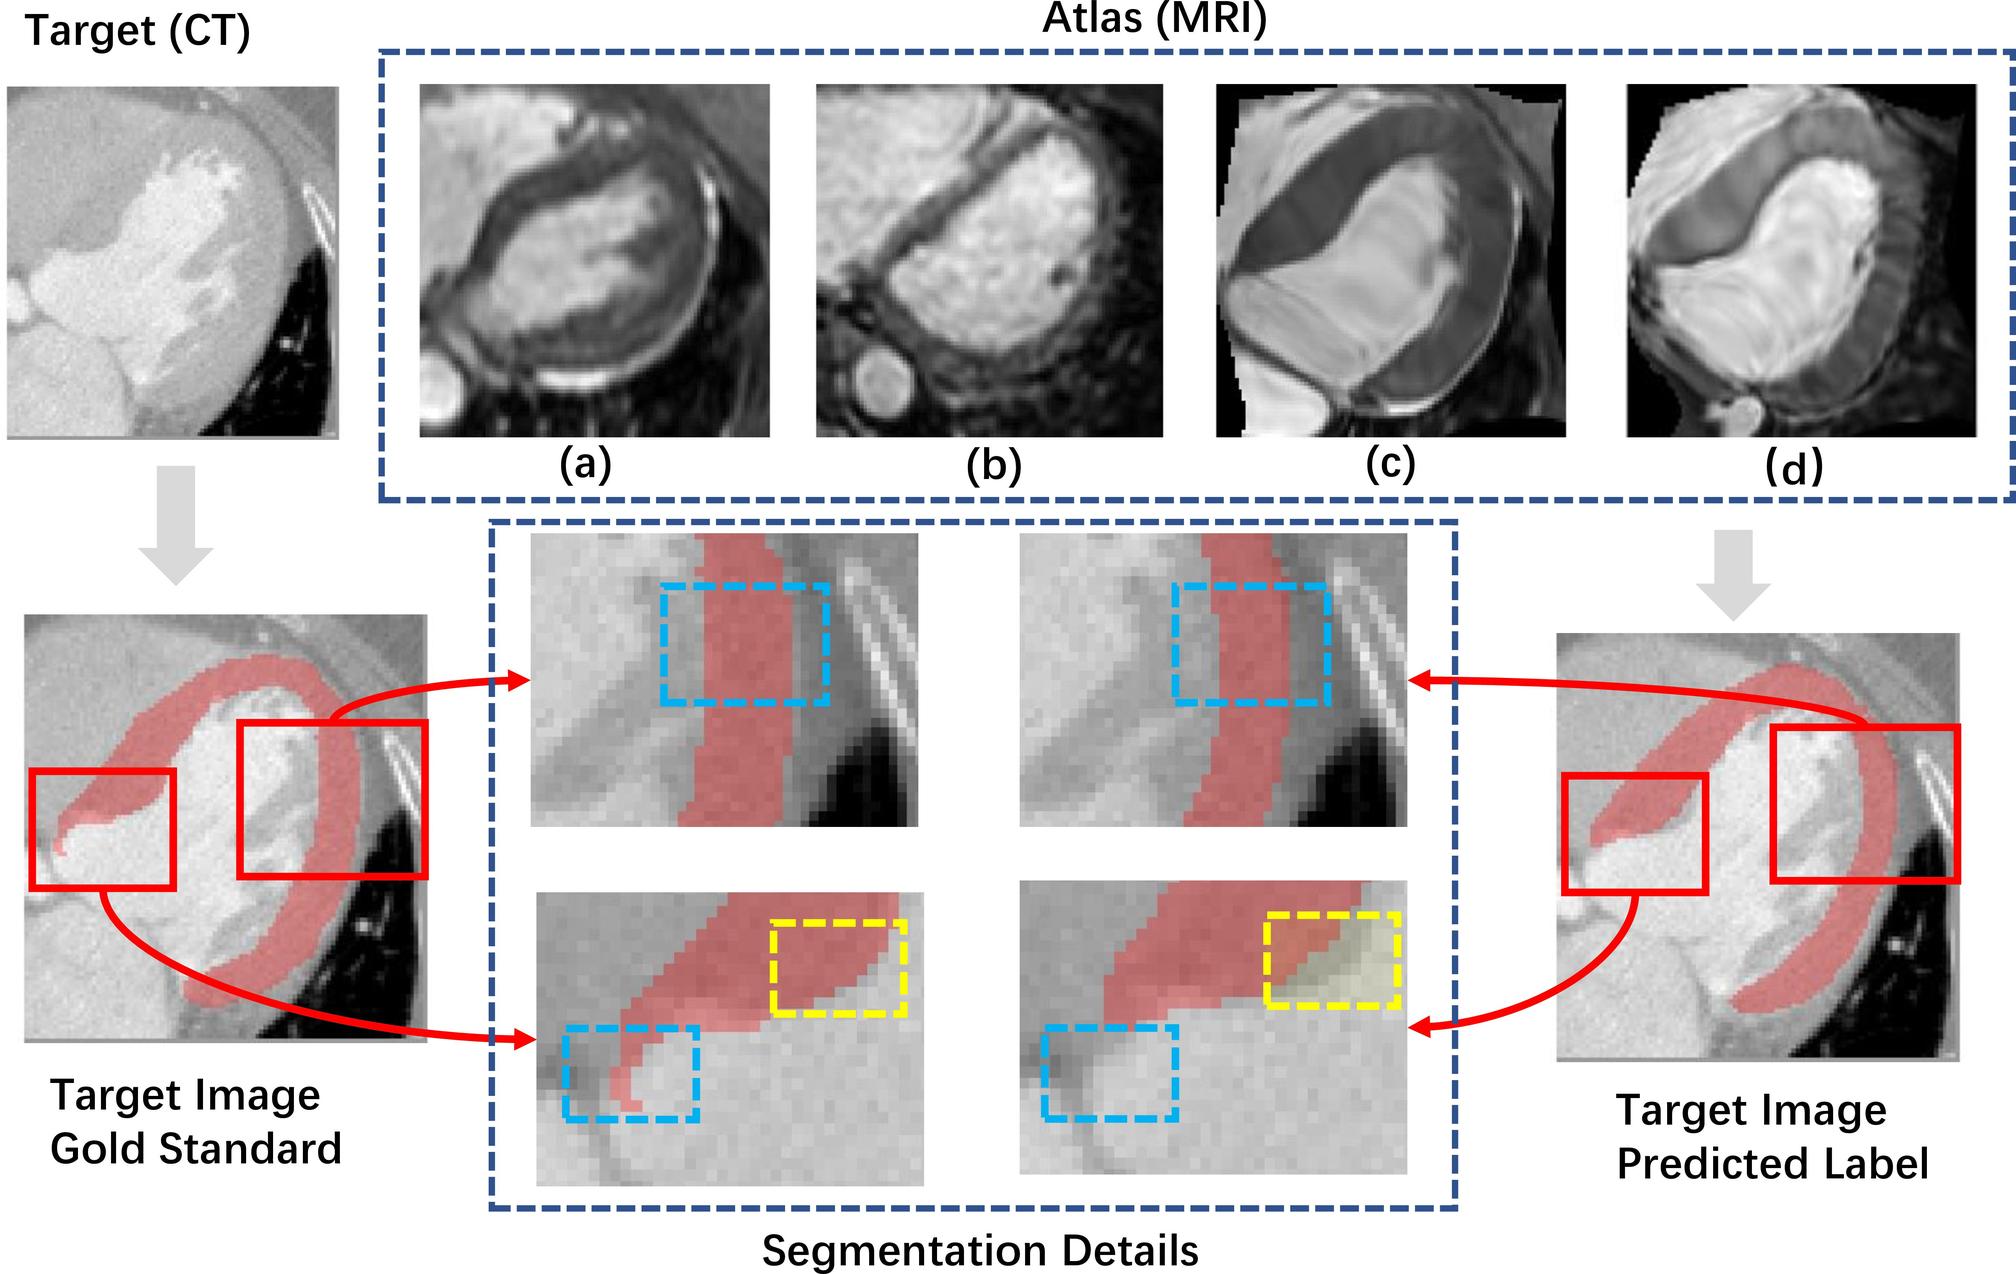 Target (CT)
Atlas (MRI)
(a)
(b)
(c)
(d)
Target Image
Gold Standard
Target Image
Predicted Label
Segmentation Details